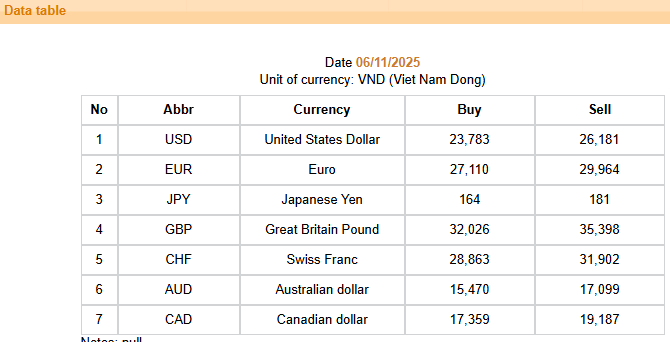 Data table
Date 06/11/2025
Unit of currency: VND (Viet Nam Dong)
No Abbr Currency Buy Sell
1 USD United States Dollar 23,783 26,181
2 EUR Euro 27,110 29,964
3 JPY Japanese Yen 164 181
4 GBP Great Britain Pound 32,026 35,398
5 CHF Swiss Franc 28,863 31,902
6 AUD Australian dollar 15,470 17,099
7 CAD Canadian dollar 17,359 19,187
Notes: null